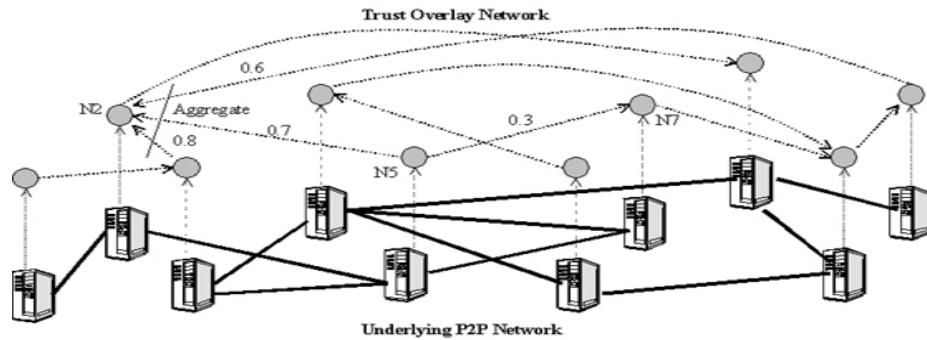 Trust Overlay Network
0.6
N2
Aggregate
0.8
0.7
0.3
N7
N5
Underlying P2P Network